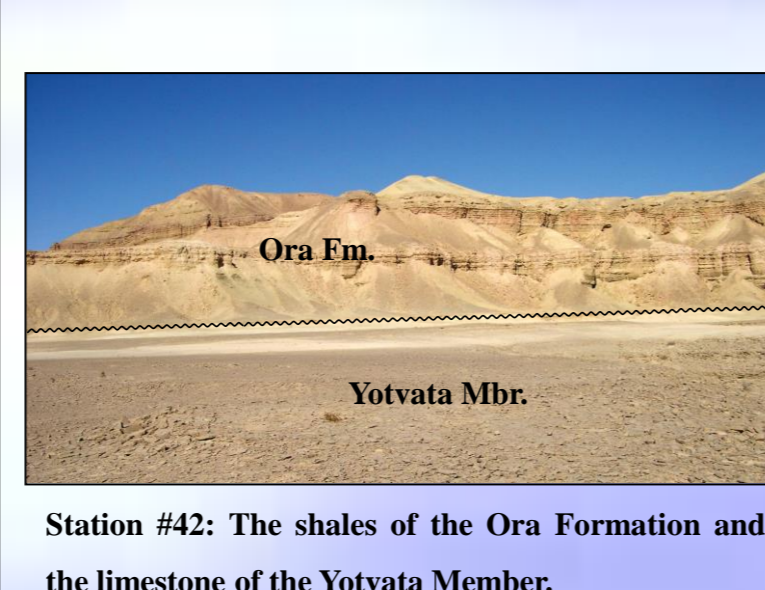 Ora Fm.
Yotvata Mbr.
Station #42: The shales of the Ora Formation and
the limestone of the Yotvata Member.